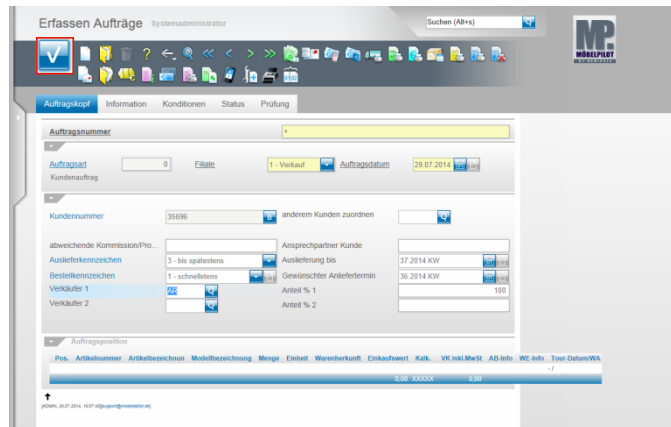 Erfassen Aufträge Systemadministrator
Suchen (Alt+s)
MP
MÖBELPILOT
Auftragskopf Information Konditionen Status Prüfung
Auftragsnummer +
Auftragsart 0 Filiale 1 - Verkauf Auftragsdatum 29.07.2014
Kundenauftrag
Kundennummer 35696 anderem Kunden zuordnen
abweichende Kommission/Pro... Ansprechpartner Kunde
Auslieferkennzeichen 3 - bis spätestens Auslieferung bis 37.2014 KW
Bestellkennzeichen 1 - schnellstens Gewünschter Anliefertermin 36.2014 KW
Verkäufer 1 Anteil % 1 100
Verkäufer 2 Anteil % 2
Auftragsposition
Pos. Artikelnummer Artikelbezeichnun Modellbezeichnung Menge Einheit Warenherkunft Einkaufswert Kalk. VK inkl.MwSt AB-Info WE-Info Tour-Datum/WA
- /
0,00 XXXXX 0,00